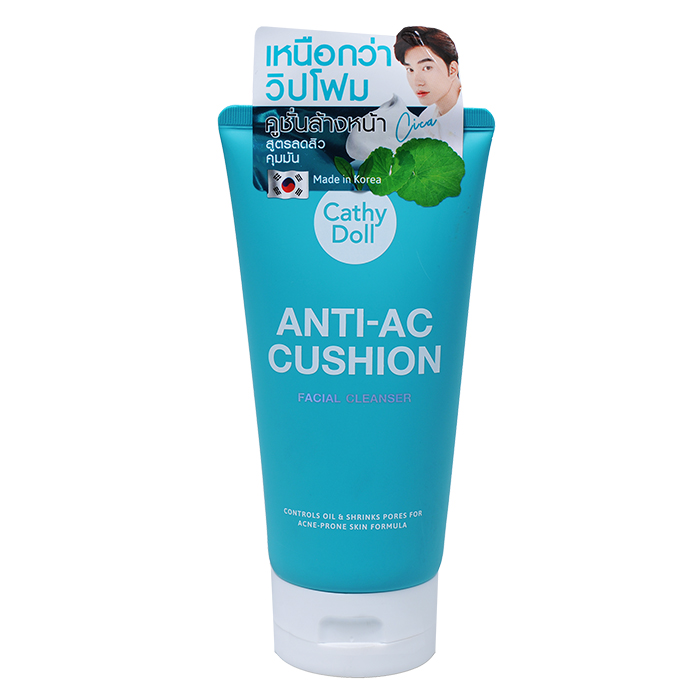 เหนือกว่า
วิปโฟม
คูชั่นล้างหน้า
Cica
สูตรลดสิว
คุมมัน
Made in Korea
Cathy
Doll
ANTI-AC
CUSHION
FACIAL CLEANSER
CONTROLS OIL & SHRINKS PORES FOR
ACNE-PRONE SKIN FORMULA